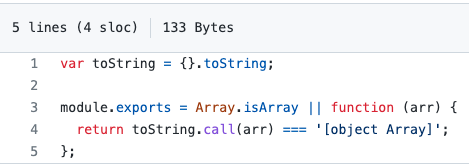 5 lines (4 sloc) 133 Bytes
1 var toString = {}.toString;
2
3 module.exports = Array.isArray || function (arr) {
4   return toString.call(arr) === '[object Array]';
5 };